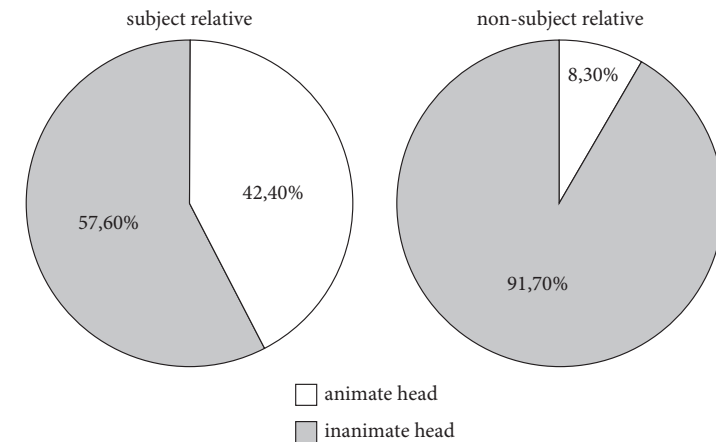 subject relative
non-subject relative
8,30%
42,40%
57,60%
91,70%
animate head
inanimate head